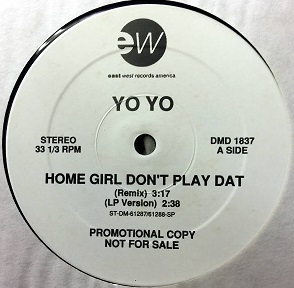 ew
east west records america
YO YO
STEREO
33 1/3 RPM
DMD 1837
A SIDE
HOME GIRL DON'T PLAY DAT
(Remix) 3:17
(LP Version) 2:38
ST-DM-61287/61288-SP
PROMOTIONAL COPY
NOT FOR SALE